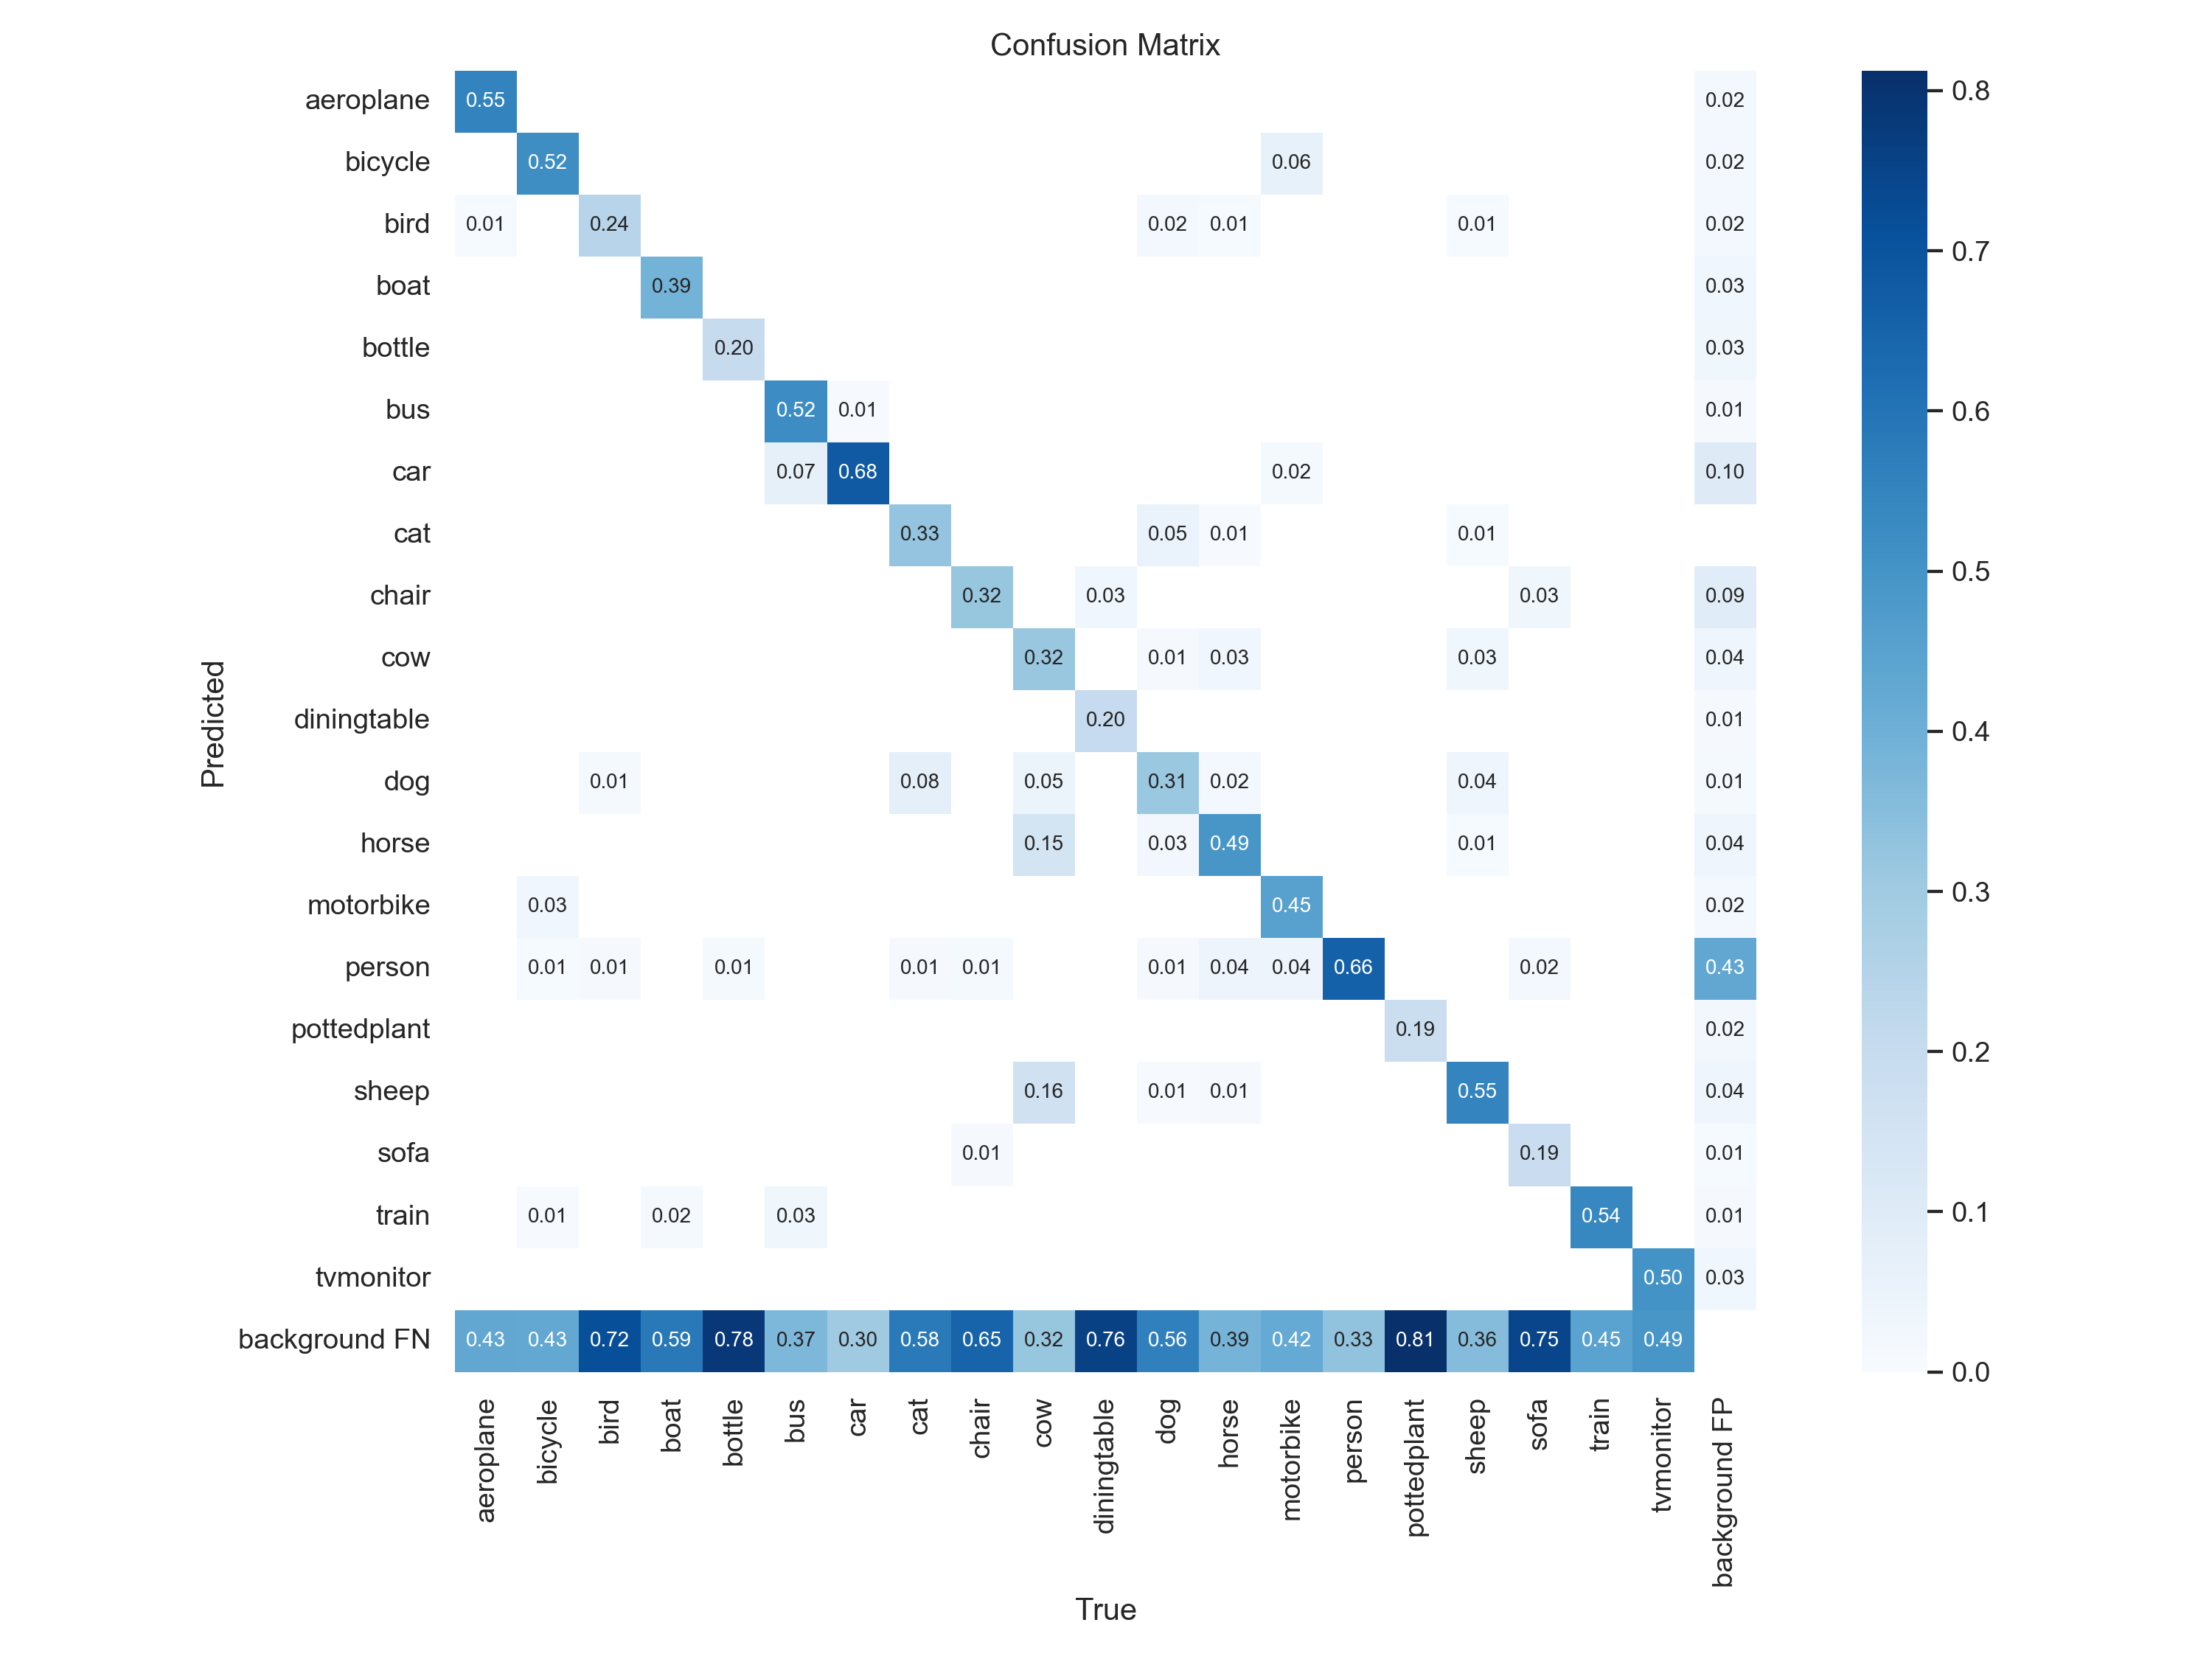 Confusion Matrix
aeroplane 0.55 0.02 0.8
bicycle 0.52 0.06 0.02
bird 0.01 0.24 0.02 0.01 0.01 0.02 0.7
boat 0.39 0.03
bottle 0.20 0.03
bus 0.52 0.01 0.01 0.6
car 0.07 0.68 0.02 0.10
cat 0.33 0.05 0.01 0.01
chair 0.32 0.03 0.03 0.09 0.5
cow 0.32 0.01 0.03 0.03 0.04
Predicted
diningtable 0.20 0.01 0.4
dog 0.01 0.08 0.05 0.31 0.02 0.04 0.01
horse 0.15 0.03 0.49 0.01 0.04
motorbike 0.03 0.45 0.02 0.3
person 0.01 0.01 0.01 0.01 0.01 0.01 0.04 0.04 0.66 0.02 0.43
pottedplant 0.19 0.02 0.2
sheep 0.16 0.01 0.01 0.55 0.04
sofa 0.01 0.19 0.01
train 0.01 0.02 0.03 0.54 0.01 0.1
tvmonitor 0.50 0.03
background FN 0.43 0.43 0.72 0.59 0.78 0.37 0.30 0.58 0.65 0.32 0.76 0.56 0.39 0.42 0.33 0.81 0.36 0.75 0.45 0.49 0.0
aeroplane bicycle bird boat bottle bus car cat chair cow diningtable dog horse motorbike person pottedplant sheep sofa train tvmonitor background FP
True